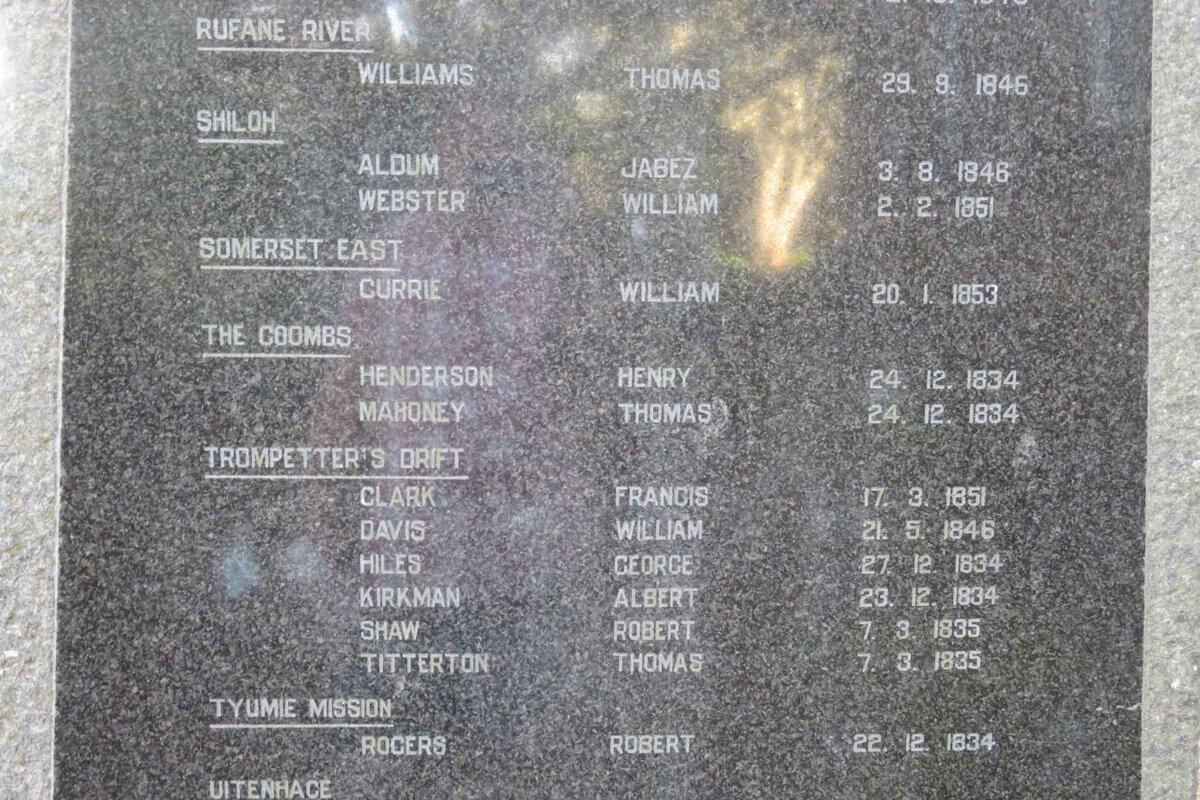 RUFANE RIVER
WILLIAMS THOMAS 29. 9. 1846
SHILOH
ALDUM JABEZ 3. 8. 1846
WEBSTER WILLIAM 2. 2. 1851
SOMERSET EAST
CURRIE WILLIAM 20. 1. 1853
THE COOMBS
HENDERSON HENRY 24. 12. 1834
MAHONEY THOMAS 24. 12. 1834
TROMPETTER'S DRIFT
CLARK FRANCIS 17. 3. 1851
DAVIS WILLIAM 21. 5. 1846
HILES GEORGE 27. 12. 1834
KIRKMAN ALBERT 23. 12. 1834
SHAW ROBERT 7. 3. 1835
TITTERTON THOMAS 7. 3. 1835
TYUMIE MISSION
ROGERS ROBERT 22. 12. 1834
UITENHAGE